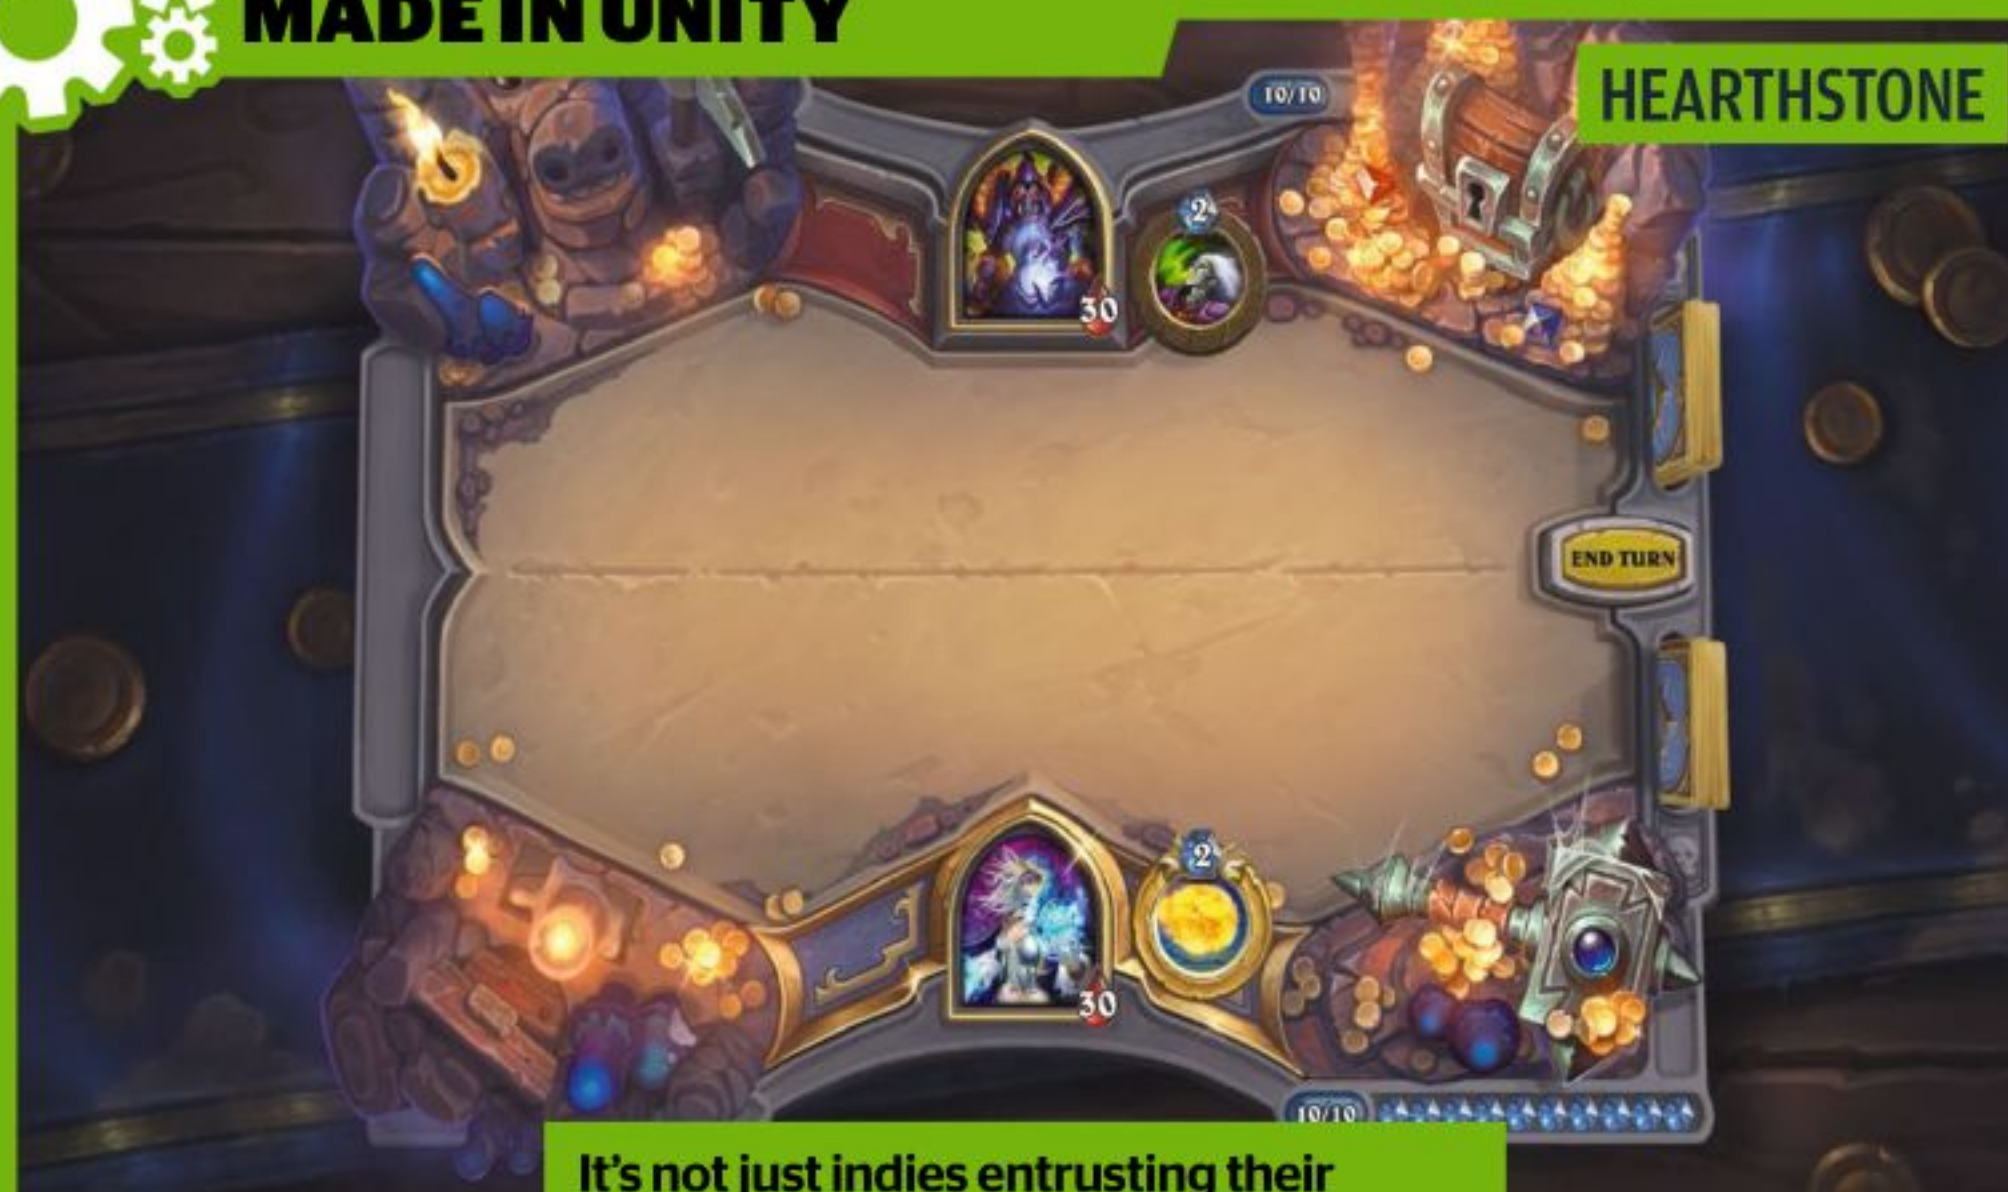 MADE IN UNITY
HEARTHSTONE
10/10
2
30
END TURN
2
30
10/10
It's not just indies entrusting their